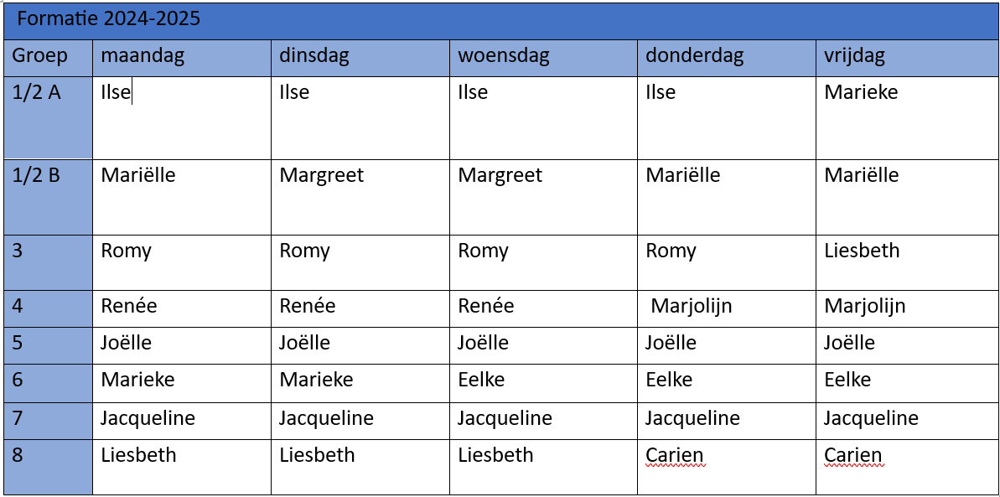 Formatie 2024-2025
Groep maandag dinsdag woensdag donderdag vrijdag
1/2 A Ilse Ilse Ilse Ilse Marieke
1/2 B Mariëlle Margreet Margreet Mariëlle Mariëlle
3 Romy Romy Romy Romy Liesbeth
4 Renée Renée Renée Marjolijn Marjolijn
5 Joëlle Joëlle Joëlle Joëlle Joëlle
6 Marieke Marieke Eelke Eelke Eelke
7 Jacqueline Jacqueline Jacqueline Jacqueline Jacqueline
8 Liesbeth Liesbeth Liesbeth Carien Carien